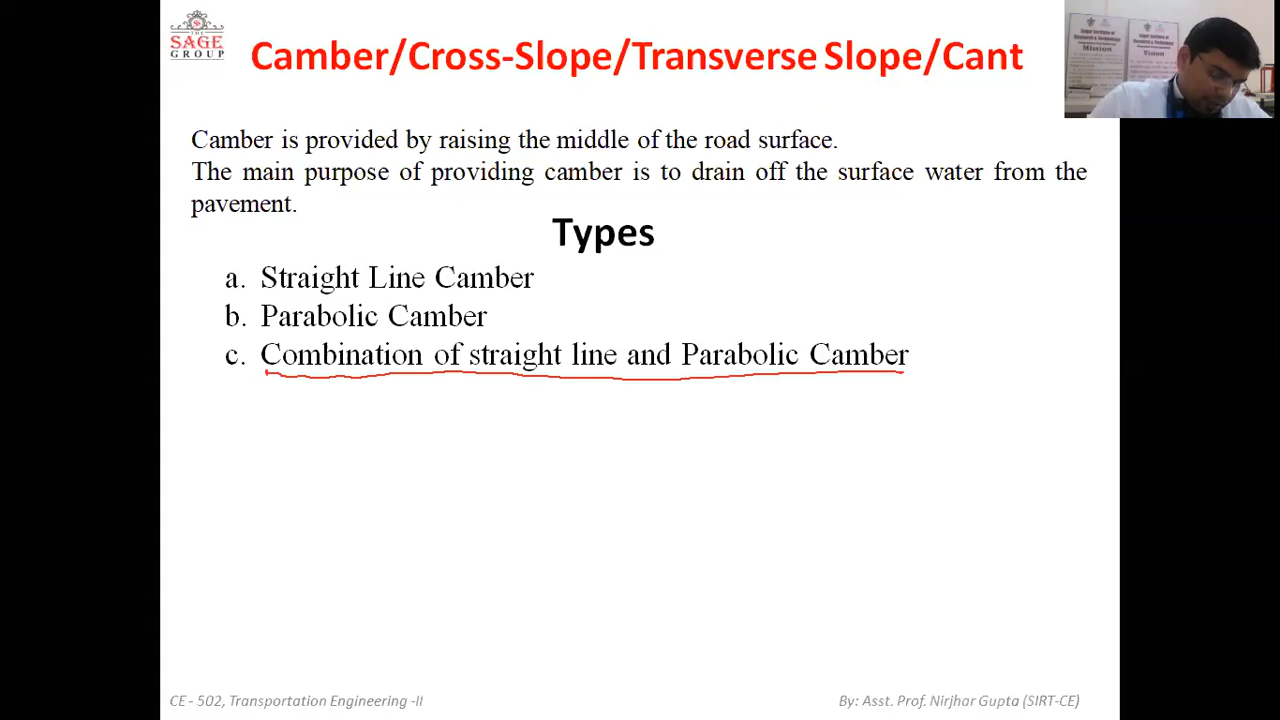 THE
SAGE
GROUP
Camber/Cross-Slope/Transverse Slope/Cant
Mission
Vision
Camber is provided by raising the middle of the road surface.
The main purpose of providing camber is to drain off the surface water from the
pavement.
Types
a. Straight Line Camber
b. Parabolic Camber
c. Combination of straight line and Parabolic Camber
CE - 502, Transportation Engineering -II
By: Asst. Prof. Nirjhar Gupta (SIRT-CE)